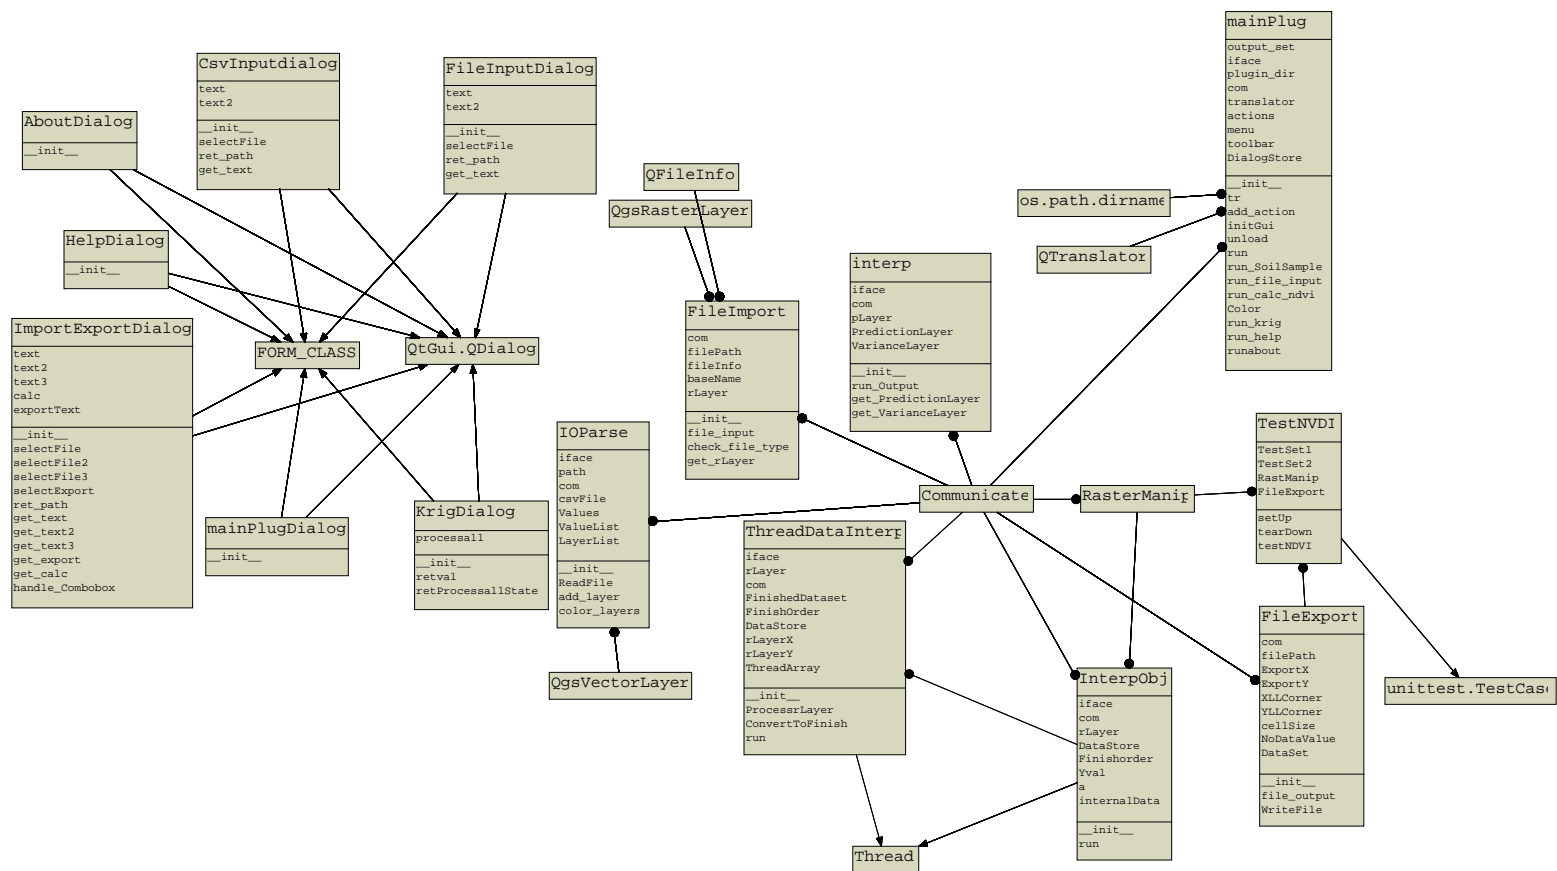 mainPlug
output_set
iface
plugin_dir
com
translator
actions
menu
toolbar
DialogStore
__init__
tr
add_action
initGui
unload
run
run_SoilSample
run_file_input
run_calc_ndvi
Color
run_krig
run_help
runabout
CsvInputdialog
text
text2
__init__
selectFile
ret_path
get_text
FileInputDialog
text
text2
__init__
selectFile
ret_path
get_text
AboutDialog
__init__
QFileInfo
QgsRasterLayer
os.path.dirname
QTranslator
HelpDialog
__init__
interp
iface
com
pLayer
PredictionLayer
VarianceLayer
__init__
run_Output
get_PredictionLayer
get_VarianceLayer
FileImport
com
filePath
fileInfo
baseName
rLayer
__init__
file_input
check_file_type
get_rLayer
ImportExportDialog
text
text2
text3
calc
exportText
__init__
selectFile
selectFile2
selectFile3
selectExport
ret_path
get_text
get_text2
get_text3
get_export
get_calc
handle_Combobox
FORM_CLASS
QtGui.QDialog
IOParse
iface
path
com
csvFile
Values
ValueList
LayerList
__init__
ReadFile
add_layer
color_layers
TestNVDI
TestSet1
TestSet2
RastManip
FileExport
setUp
tearDown
testNDVI
Communicate
RasterManip
mainPlugDialog
__init__
KrigDialog
processall
__init__
retval
retProcessallState
ThreadDataInterp
iface
rLayer
com
FinishedDataset
FinishOrder
DataStore
rLayerX
rLayerY
ThreadArray
__init__
ProcessrLayer
ConvertToFinish
run
FileExport
com
filePath
ExportX
ExportY
XLLCorner
YLLCorner
cellSize
NoDataValue
DataSet
__init__
file_output
WriteFile
QgsVectorLayer
InterpObj
iface
com
rLayer
DataStore
Finishorder
Yval
a
internalData
__init__
run
unittest.TestCase
Thread